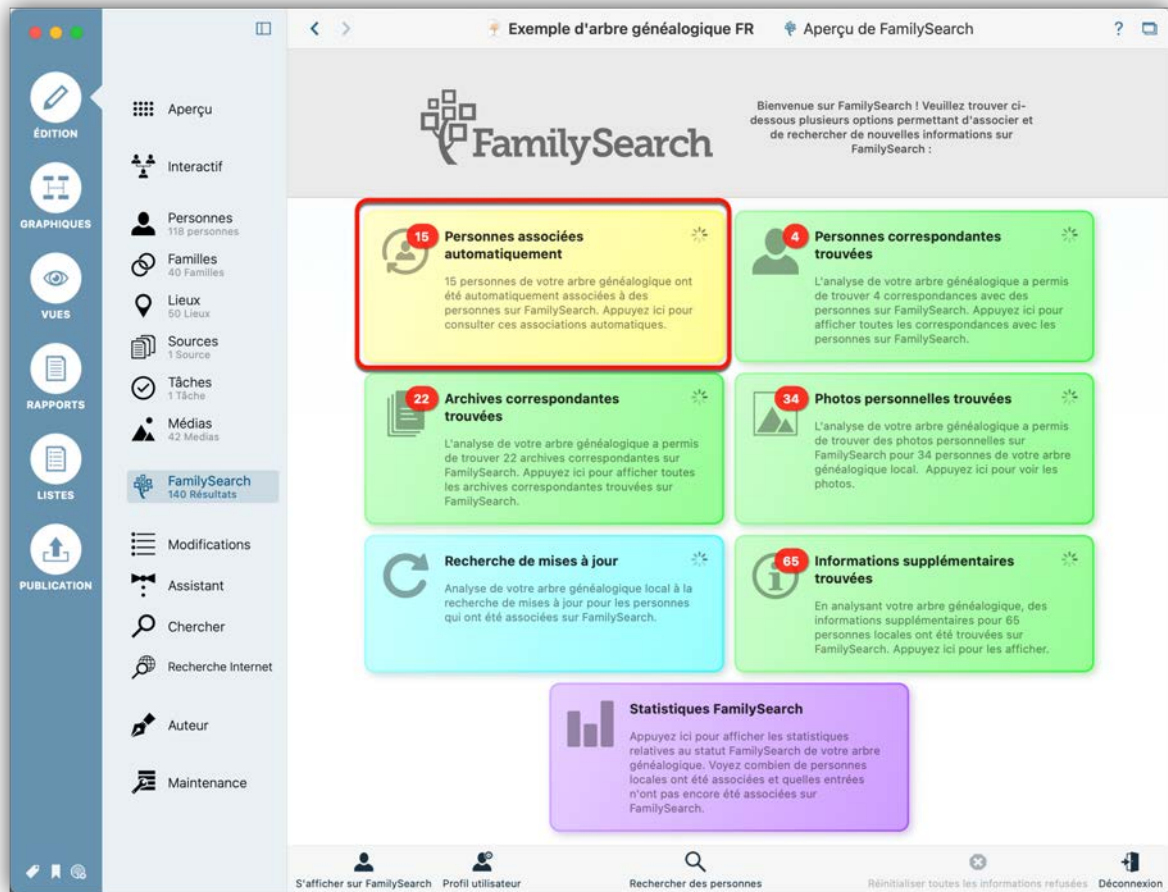 Exemple d'arbre généalogique FR
Aperçu de FamilySearch
?
ÉDITION
GRAPHIQUES
VUES
RAPPORTS
LISTES
PUBLICATION
Aperçu
Interactif
Personnes
118 personnes
Familles
40 Familles
Lieux
50 Lieux
Sources
1 Source
Tâches
1 Tâche
Médias
42 Medias
FamilySearch
140 Résultats
Modifications
Assistant
Chercher
Recherche Internet
Auteur
Maintenance
FamilySearch
Bienvenue sur FamilySearch ! Veuillez trouver ci-
dessous plusieurs options permettant d'associer et
de rechercher de nouvelles informations sur
FamilySearch :
15
Personnes associées
automatiquement
15 personnes de votre arbre généalogique ont
été automatiquement associées à des
personnes sur FamilySearch. Appuyez ici pour
consulter ces associations automatiques.
4
Personnes correspondantes
trouvées
L'analyse de votre arbre généalogique a permis
de trouver 4 correspondances avec des
personnes sur FamilySearch. Appuyez ici pour
afficher toutes les correspondances avec les
personnes sur FamilySearch.
22
Archives correspondantes
trouvées
L'analyse de votre arbre généalogique a permis
de trouver 22 archives correspondantes sur
FamilySearch. Appuyez ici pour afficher toutes
les archives correspondantes trouvées sur
FamilySearch.
34
Photos personnelles trouvées
L'analyse de votre arbre généalogique a permis
de trouver des photos personnelles sur
FamilySearch pour 34 personnes de votre arbre
généalogique local. Appuyez ici pour voir les
photos.
Recherche de mises à jour
Analyse de votre arbre généalogique local à la
recherche de mises à jour pour les personnes
qui ont été associées sur FamilySearch.
65
Informations supplémentaires
trouvées
En analysant votre arbre généalogique, des
informations supplémentaires pour 65
personnes locales ont été trouvées sur
FamilySearch. Appuyez ici pour les afficher.
Statistiques FamilySearch
Appuyez ici pour afficher les statistiques
relatives au statut FamilySearch de votre arbre
généalogique. Voyez combien de personnes
locales ont été associées et quelles entrées
n'ont pas encore été associées sur
FamilySearch.
S'afficher sur FamilySearch
Profil utilisateur
Rechercher des personnes
Réinitialiser toutes les informations refusées
Déconnexion